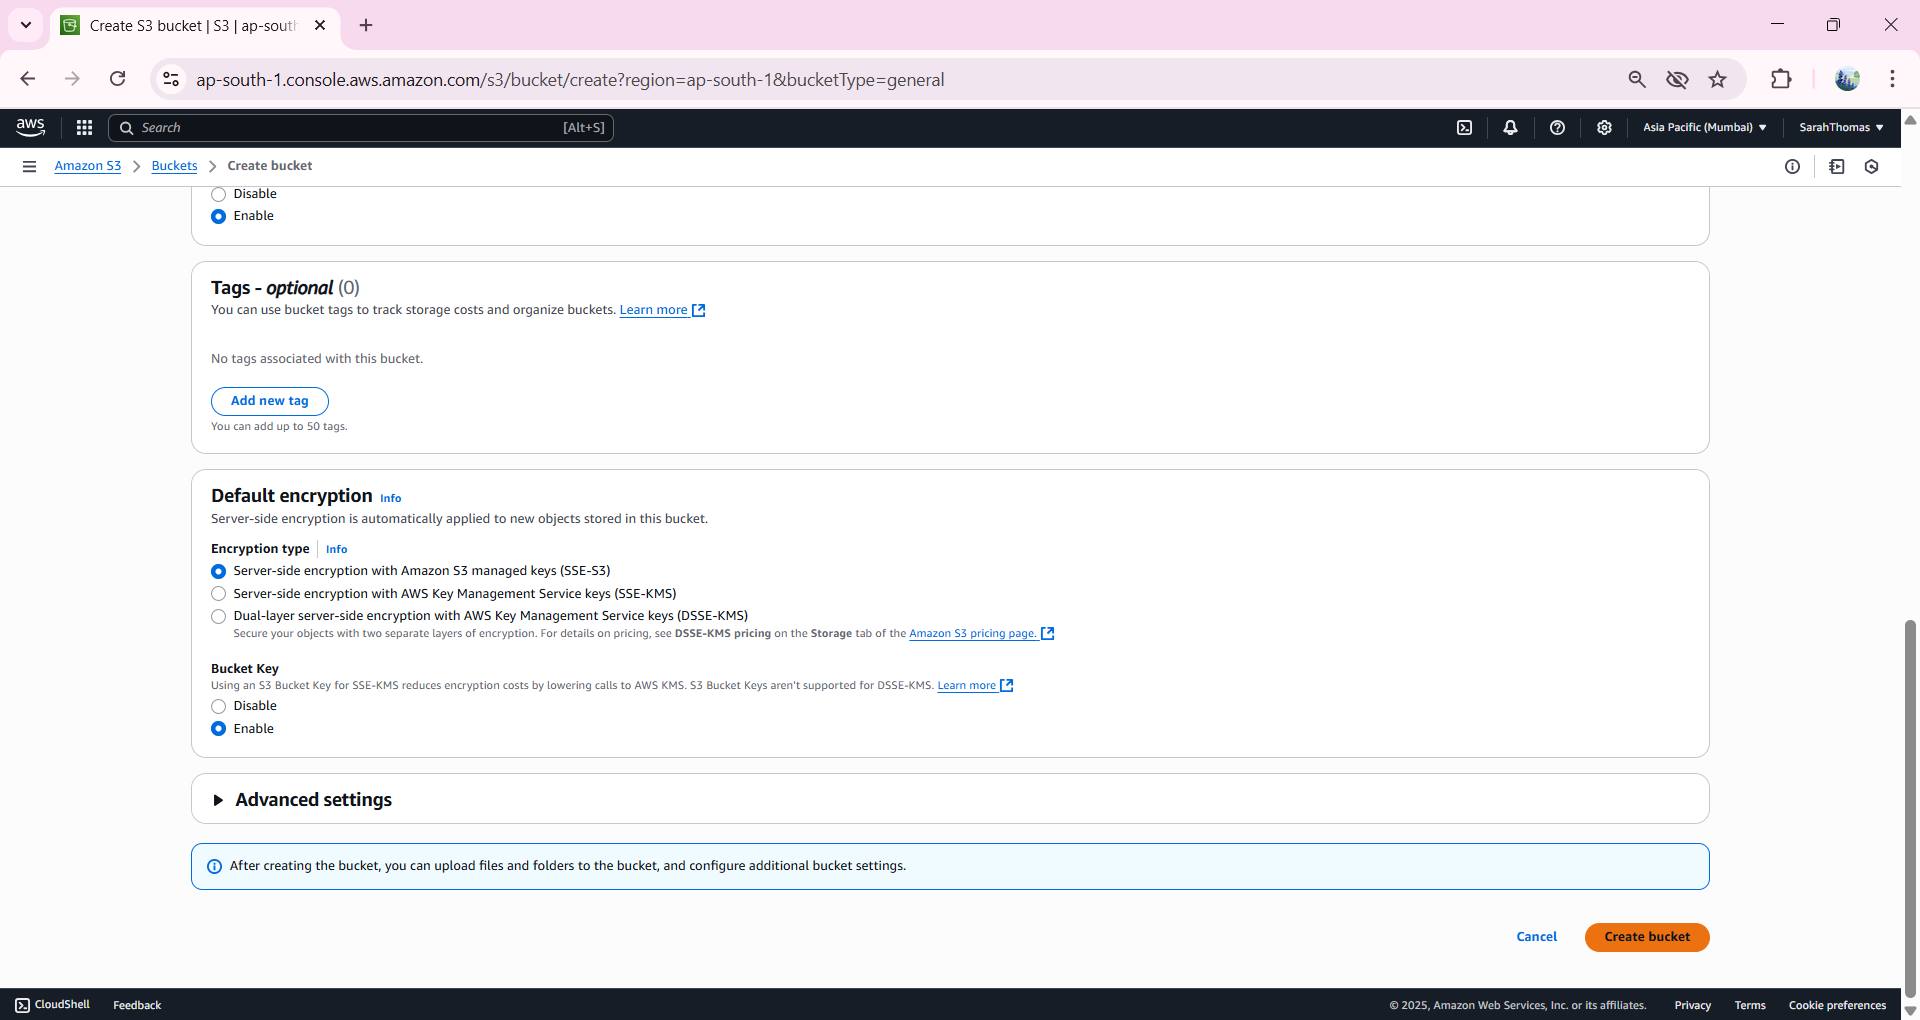 Create S3 bucket | S3 | ap-sout
ap-south-1.console.aws.amazon.com/s3/bucket/create?region=ap-south-1&bucketType=general
aws
Search [Alt+S]
Asia Pacific (Mumbai)
SarahThomas
Amazon S3 > Buckets > Create bucket
Disable
Enable
Tags - optional (0)
You can use bucket tags to track storage costs and organize buckets. Learn more
No tags associated with this bucket.
Add new tag
You can add up to 50 tags.
Default encryption Info
Server-side encryption is automatically applied to new objects stored in this bucket.
Encryption type Info
Server-side encryption with Amazon S3 managed keys (SSE-S3)
Server-side encryption with AWS Key Management Service keys (SSE-KMS)
Dual-layer server-side encryption with AWS Key Management Service keys (DSSE-KMS)
Secure your objects with two separate layers of encryption. For details on pricing, see DSSE-KMS pricing on the Storage tab of the Amazon S3 pricing page.
Bucket Key
Using an S3 Bucket Key for SSE-KMS reduces encryption costs by lowering calls to AWS KMS. S3 Bucket Keys aren't supported for DSSE-KMS. Learn more
Disable
Enable
Advanced settings
After creating the bucket, you can upload files and folders to the bucket, and configure additional bucket settings.
Cancel
Create bucket
CloudShell
Feedback
© 2025, Amazon Web Services, Inc. or its affiliates.
Privacy
Terms
Cookie preferences